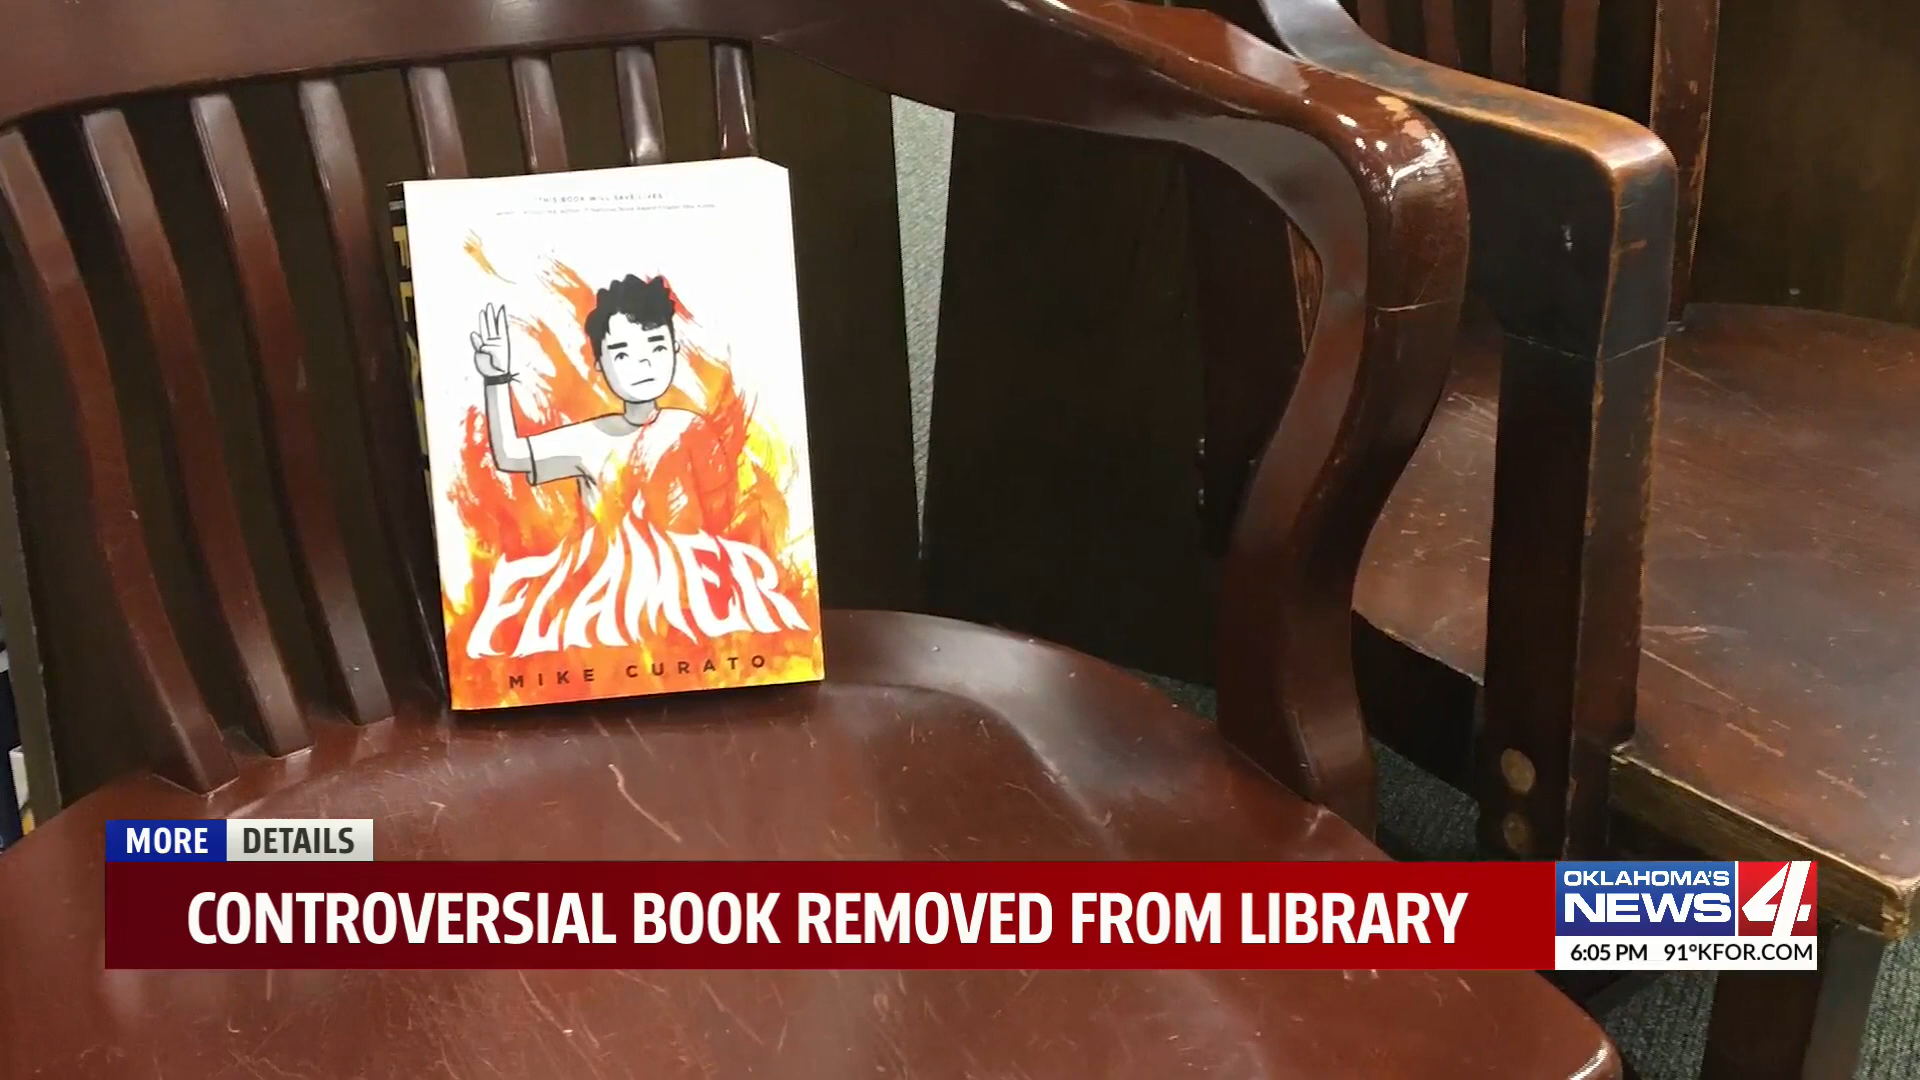 "THIS BOOK WILL SAVE LIVES."
FLAMER
MIKE CURATO
MORE DETAILS
CONTROVERSIAL BOOK REMOVED FROM LIBRARY
OKLAHOMA'S
NEWS 4
6:05 PM 91° KFOR.COM